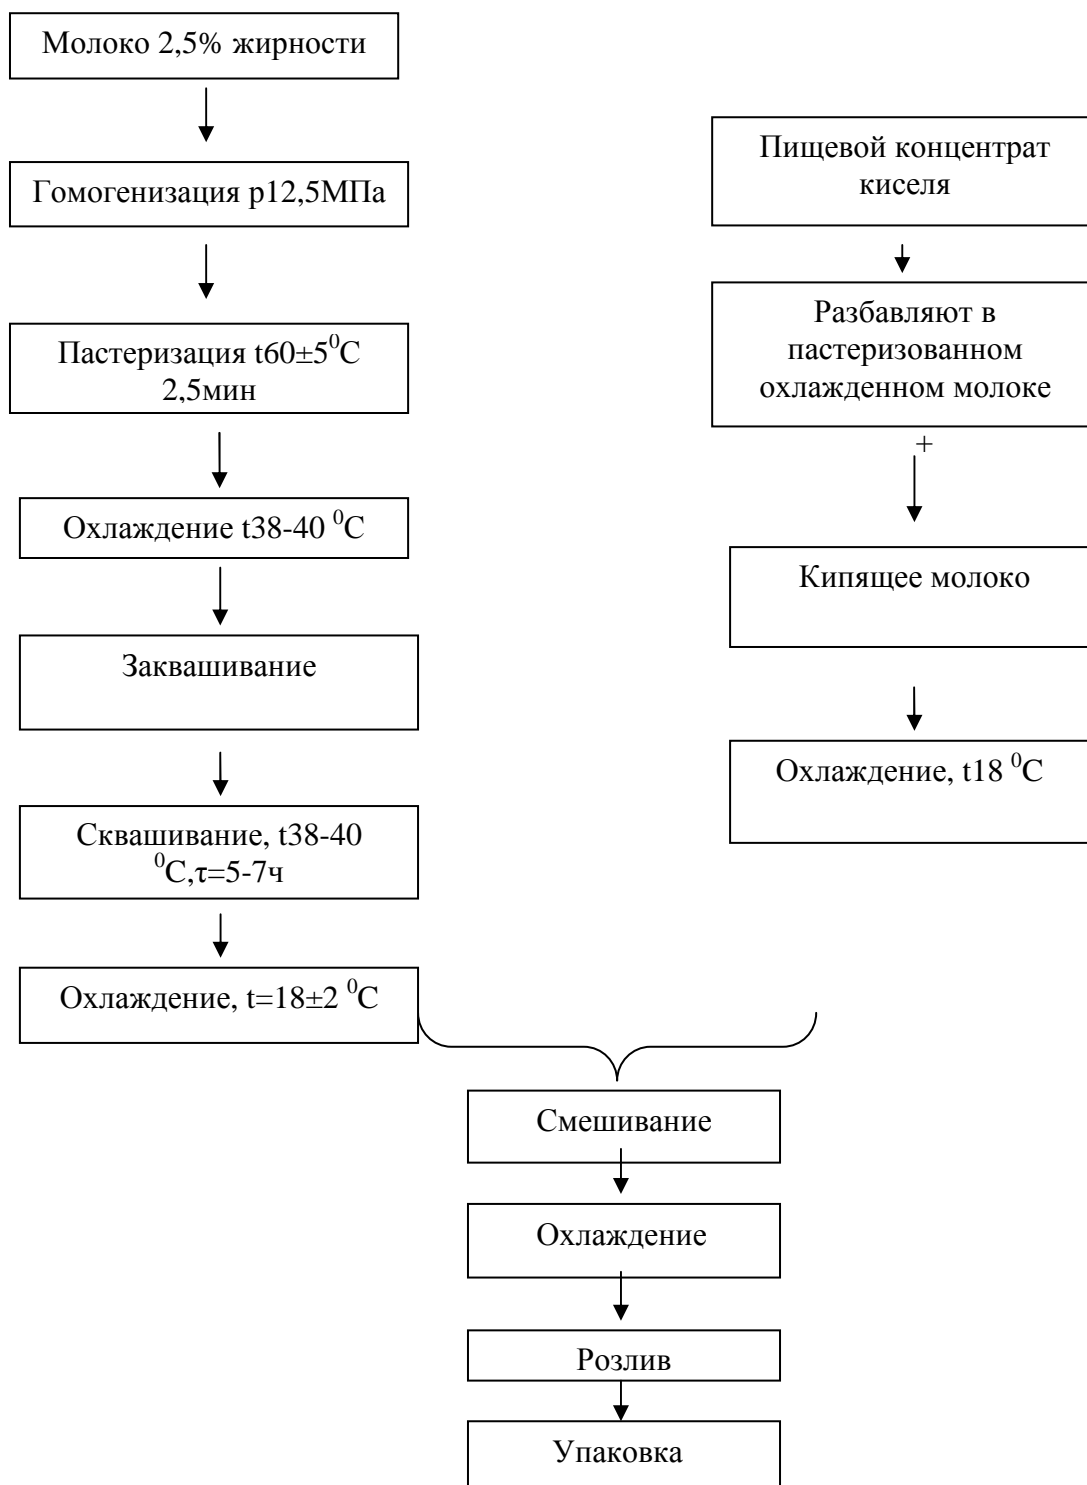 Молоко 2,5% жирности
Гомогенизация р12,5МПа
Пастеризация t60±5⁰С
2,5мин
Охлаждение t38-40 ⁰С
Заквашивание
Сквашивание, t38-40
⁰С,τ=5-7ч
Охлаждение, t=18±2 ⁰С
Пищевой концентрат
киселя
Разбавляют в
пастеризованном
охлажденном молоке
+
Кипящее молоко
Охлаждение, t18 ⁰С
Смешивание
Охлаждение
Розлив
Упаковка